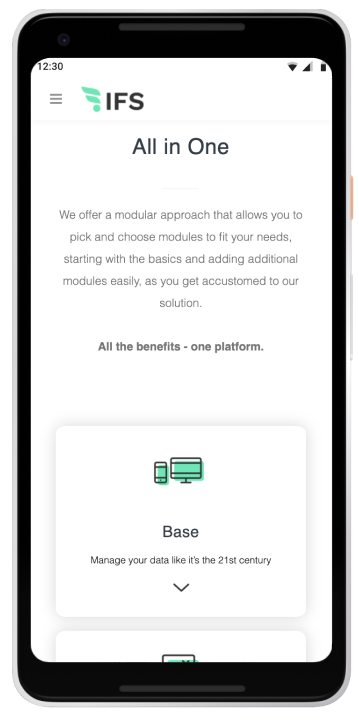 12:30
IFS
All in One
We offer a modular approach that allows you to
pick and choose modules to fit your needs,
starting with the basics and adding additional
modules easily, as you get accustomed to our
solution.
All the benefits - one platform.
Base
Manage your data like it's the 21st century